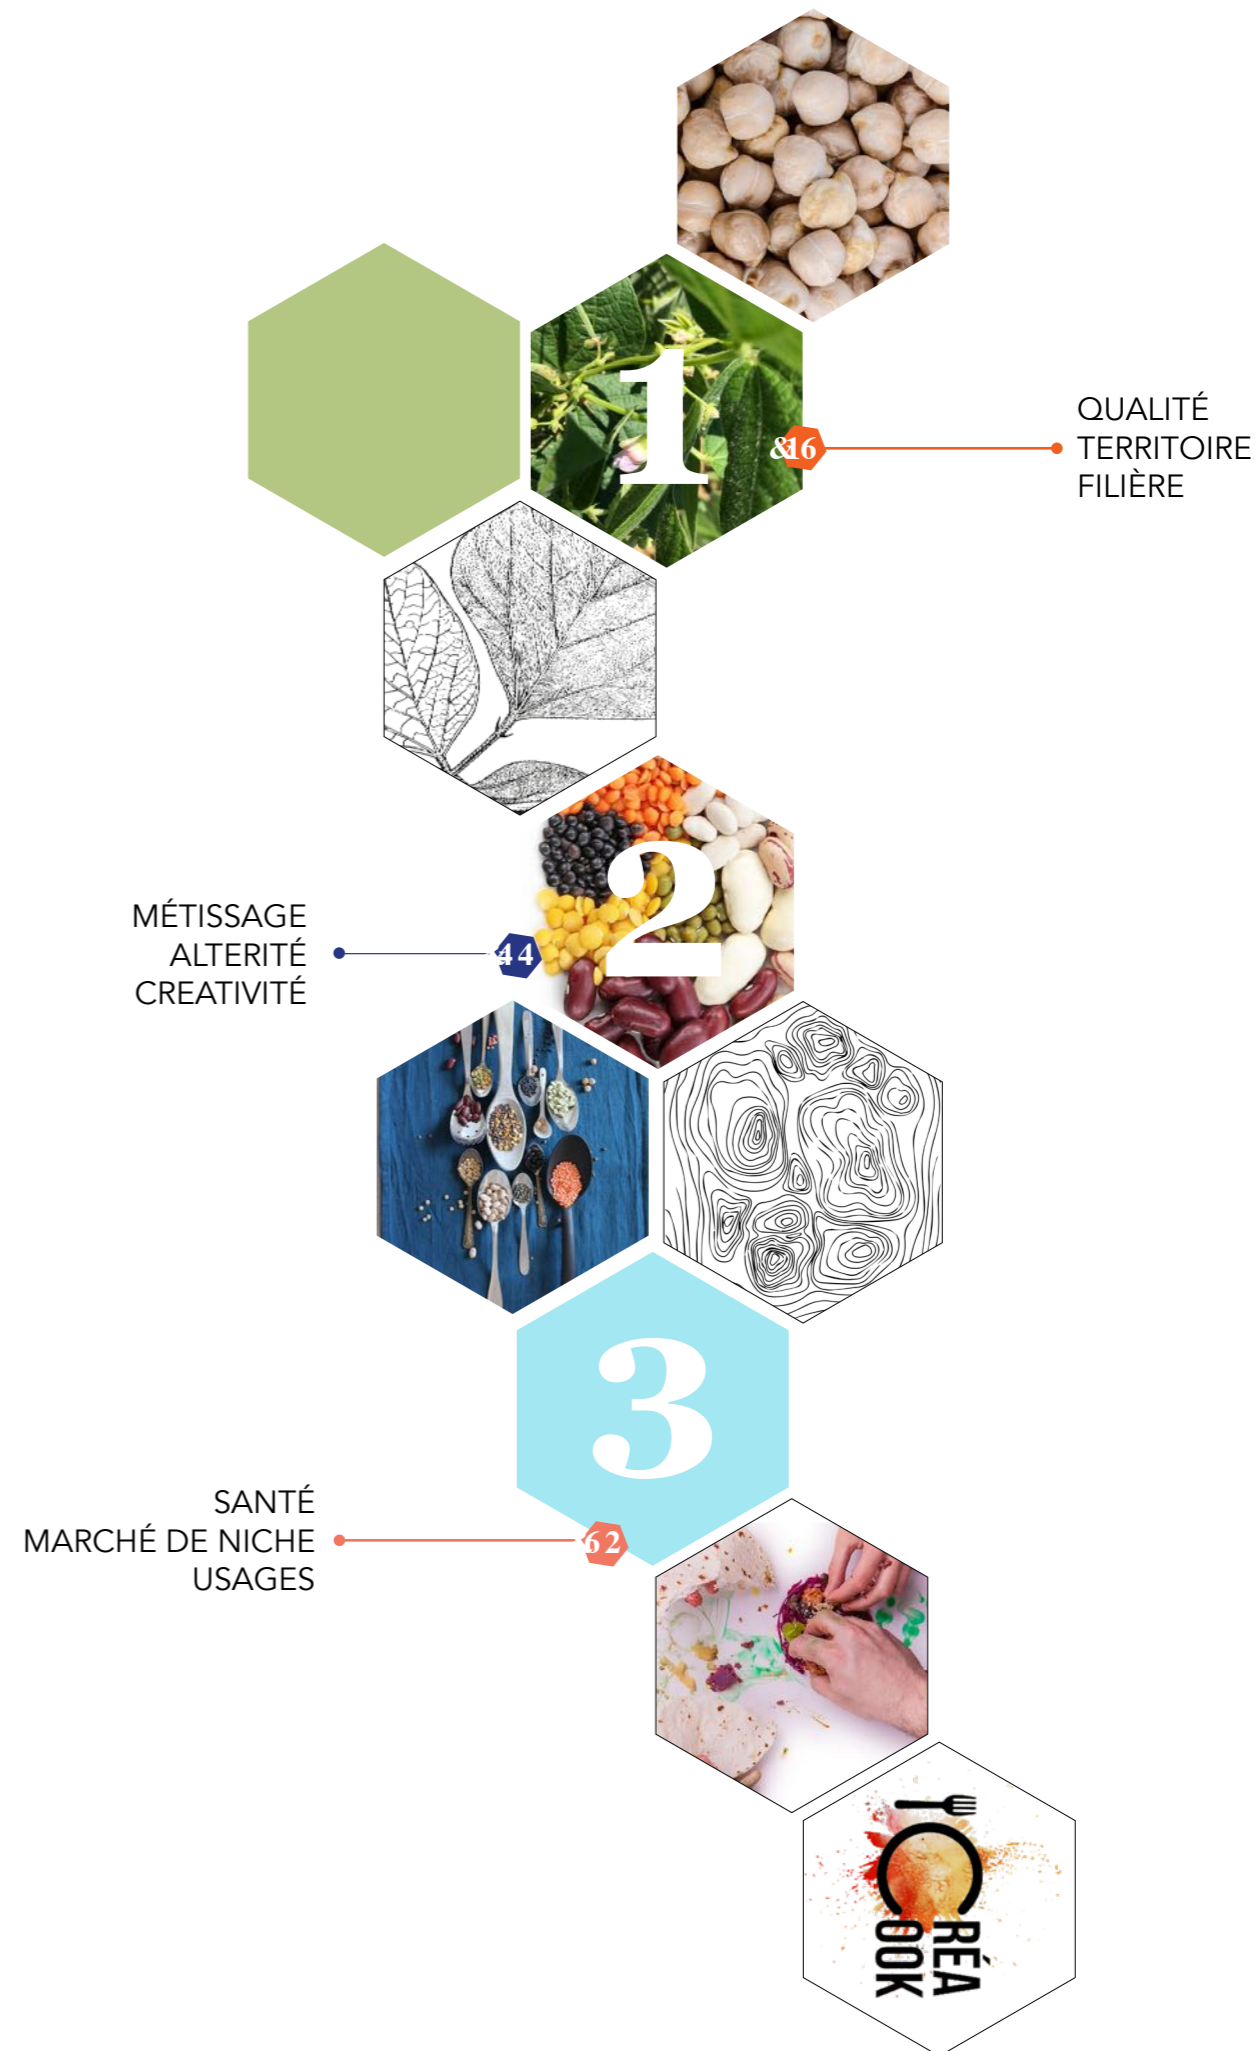 1
&16
QUALITÉ
TERRITOIRE
FILIÈRE
2
MÉTISSAGE
ALTERITÉ
CREATIVITÉ
44
3
SANTÉ
MARCHÉ DE NICHE
USAGES
62
CRÉA
COOK